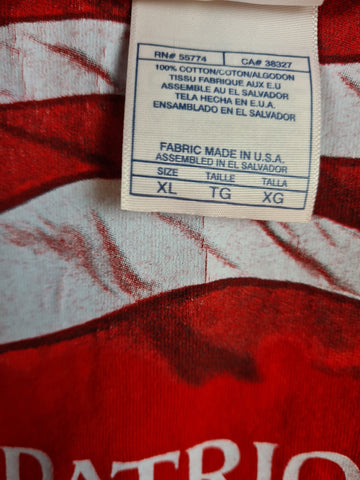 RN# 55774 CA# 38327
100% COTTON/COTON/ALGODON
TISSU FABRIQUE AUX E.U
ASSEMBLE AU EL SALVADOR
TELA HECHA EN E.U.A.
ENSAMBLADO EN EL SALVADOR
FABRIC MADE IN U.S.A.
ASSEMBLED IN EL SALVADOR
SIZE TAILLE TALLA
XL TG XG
PATRIO